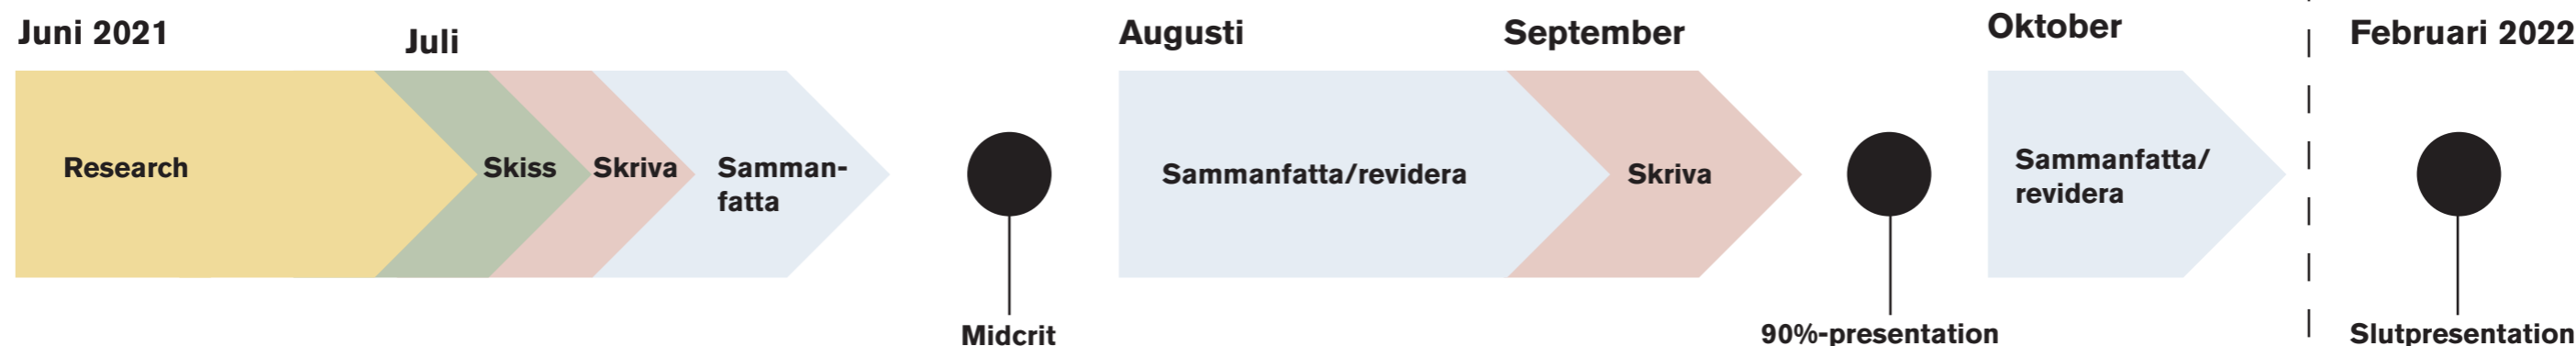 Juni 2021
Juli
Augusti
September
Oktober
Februari 2022
Research
Skiss
Skriva
Samman-
fatta
Sammanfatta/revidera
Skriva
Sammanfatta/
revidera
Midcrit
90%-presentation
Slutpresentation